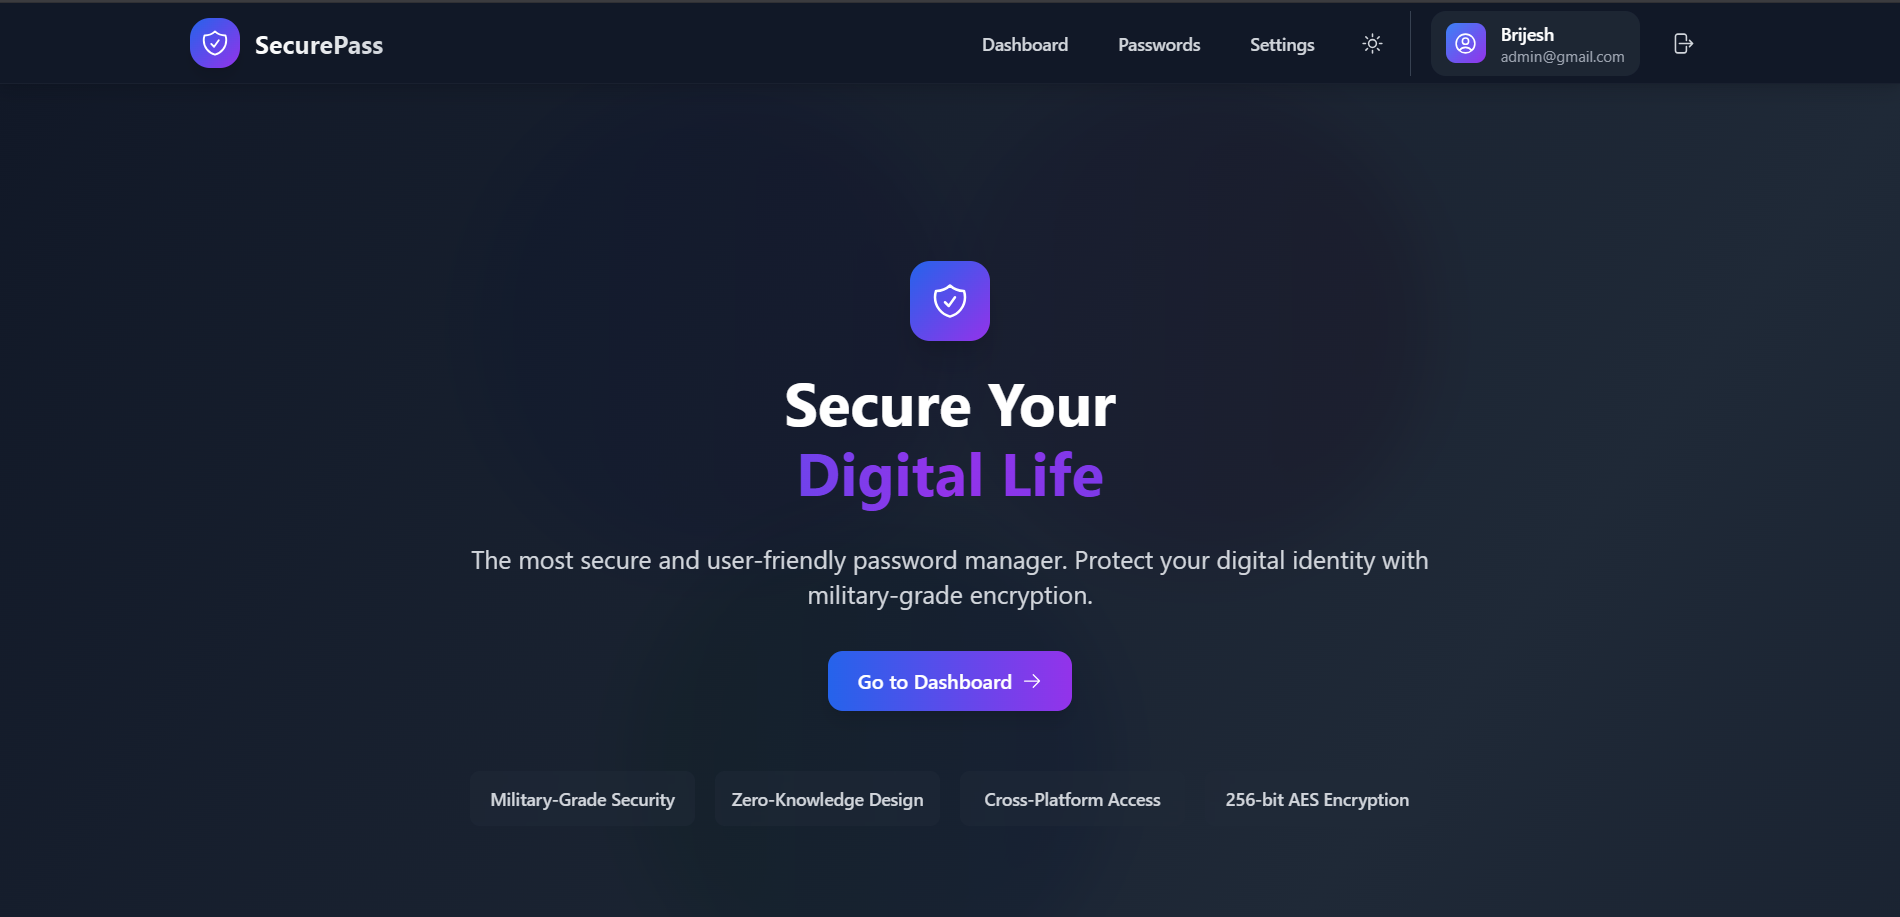 SecurePass
Dashboard
Passwords
Settings
Brijesh
admin@gmail.com
Secure Your
Digital Life
The most secure and user-friendly password manager. Protect your digital identity with
military-grade encryption.
Go to Dashboard
Military-Grade Security
Zero-Knowledge Design
Cross-Platform Access
256-bit AES Encryption